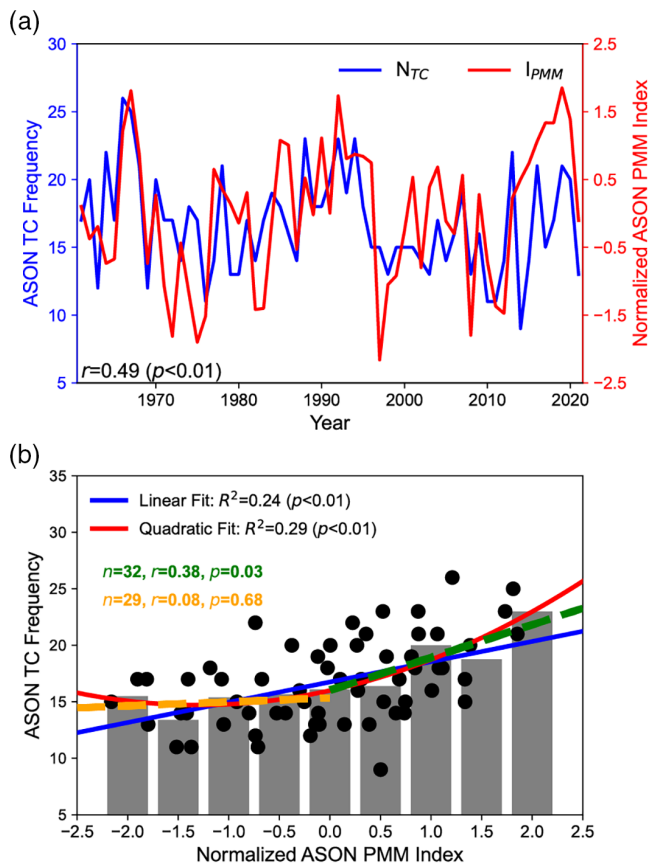 (a)
30
25
20
15
10
5
ASON TC Frequency
N_TC
I_PMM
2.5
1.5
0.5
−0.5
−1.5
−2.5
Normalized ASON PMM Index
r=0.49 (p<0.01)
1970 1980 1990 2000 2010 2020
Year
(b)
35
30
25
20
15
10
5
ASON TC Frequency
Linear Fit: R²=0.24 (p<0.01)
Quadratic Fit: R²=0.29 (p<0.01)
n=32, r=0.38, p=0.03
n=29, r=0.08, p=0.68
−2.5 −2.0 −1.5 −1.0 −0.5 0.0 0.5 1.0 1.5 2.0 2.5
Normalized ASON PMM Index